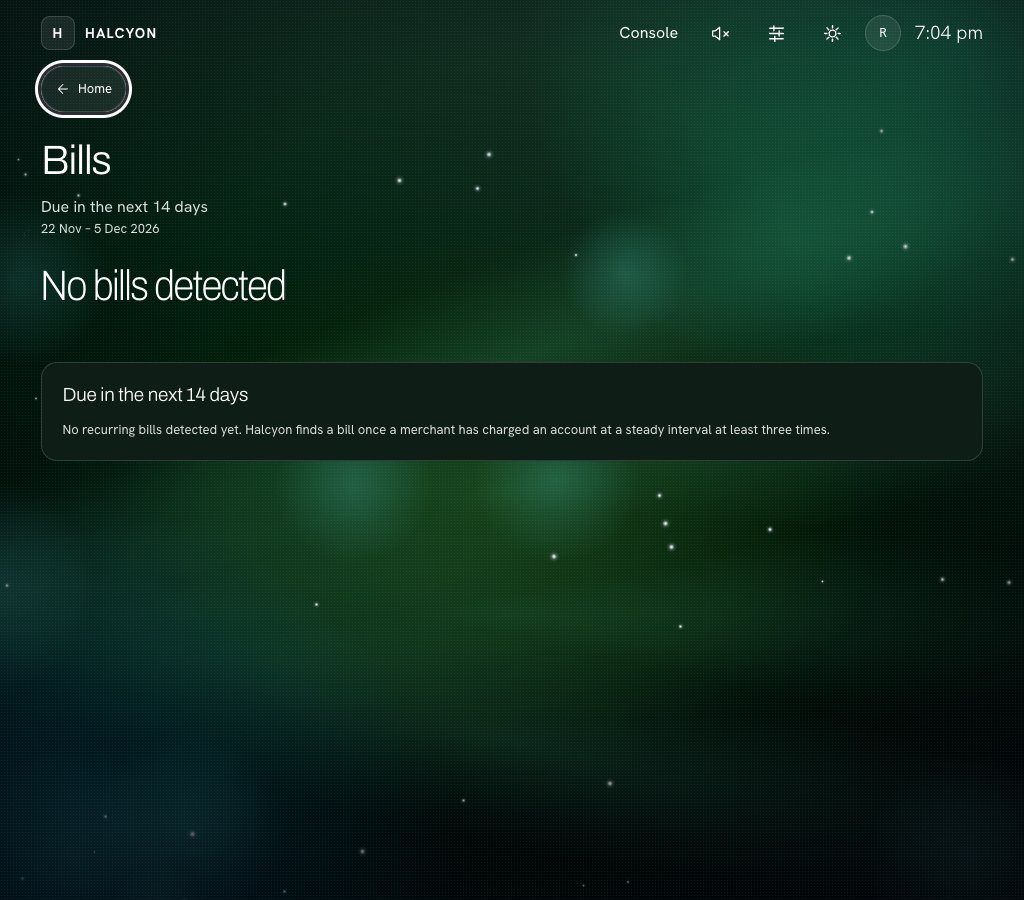 H HALCYON Console R 7:04 pm
Home
Bills
Due in the next 14 days
22 Nov – 5 Dec 2026
No bills detected
Due in the next 14 days
No recurring bills detected yet. Halcyon finds a bill once a merchant has charged an account at a steady interval at least three times.